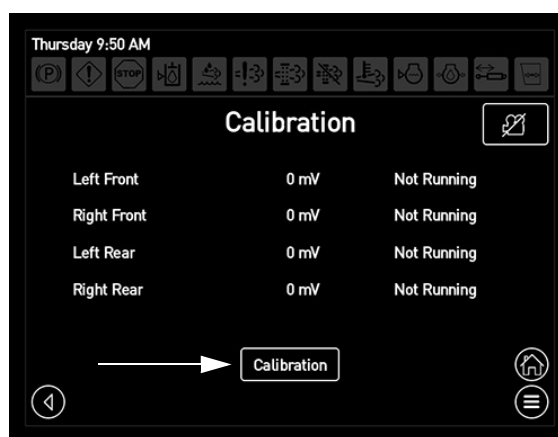 Thursday 9:50 AM
(P) STOP
Calibration
Left Front 0 mV Not Running
Right Front 0 mV Not Running
Left Rear 0 mV Not Running
Right Rear 0 mV Not Running
Calibration